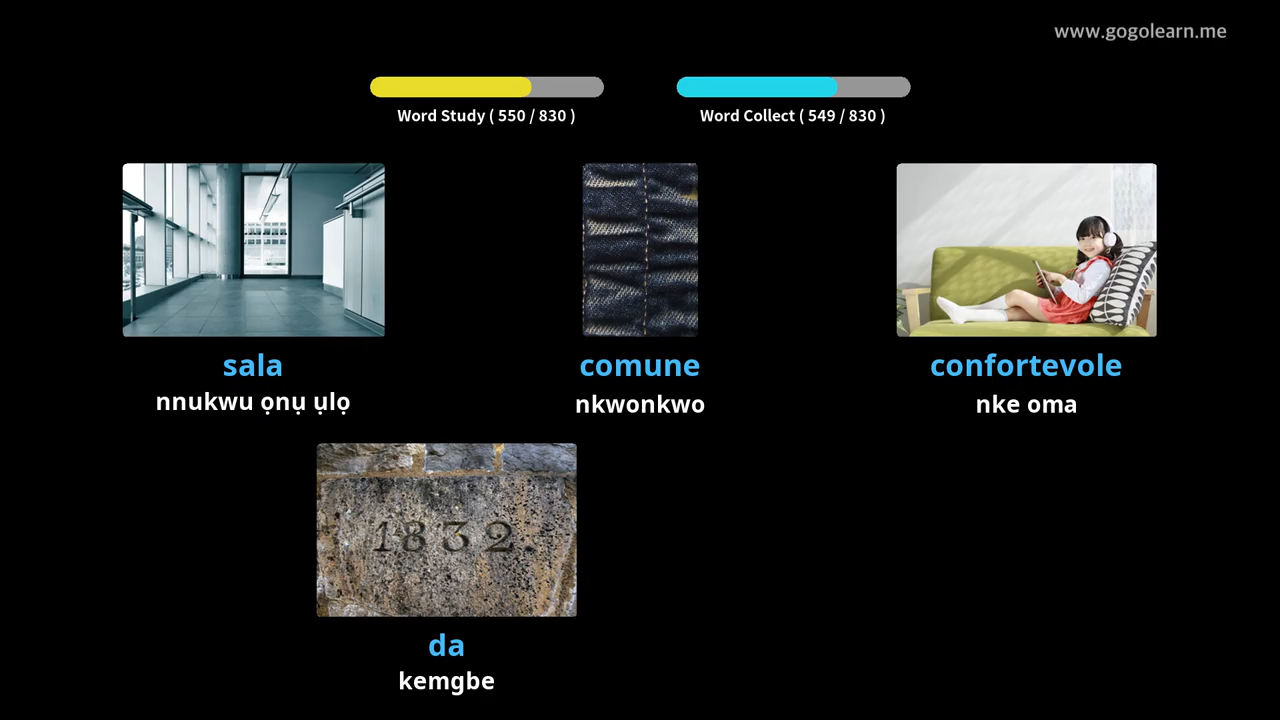 www.gogolearn.me
Word Study ( 550 / 830 )
Word Collect ( 549 / 830 )
sala
nnukwu ọnụ ụlọ
comune
nkwonkwo
confortevole
nke oma
1832.
da
kemgbe